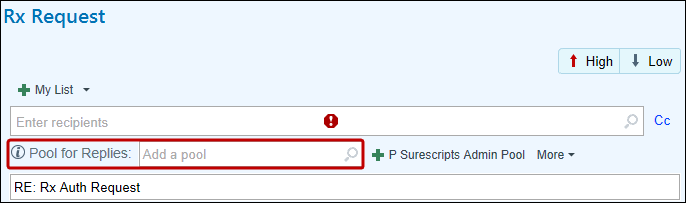 Rx Request
High Low
My List
Enter recipients Cc
Pool for Replies: Add a pool P Surescripts Admin Pool More
RE: Rx Auth Request